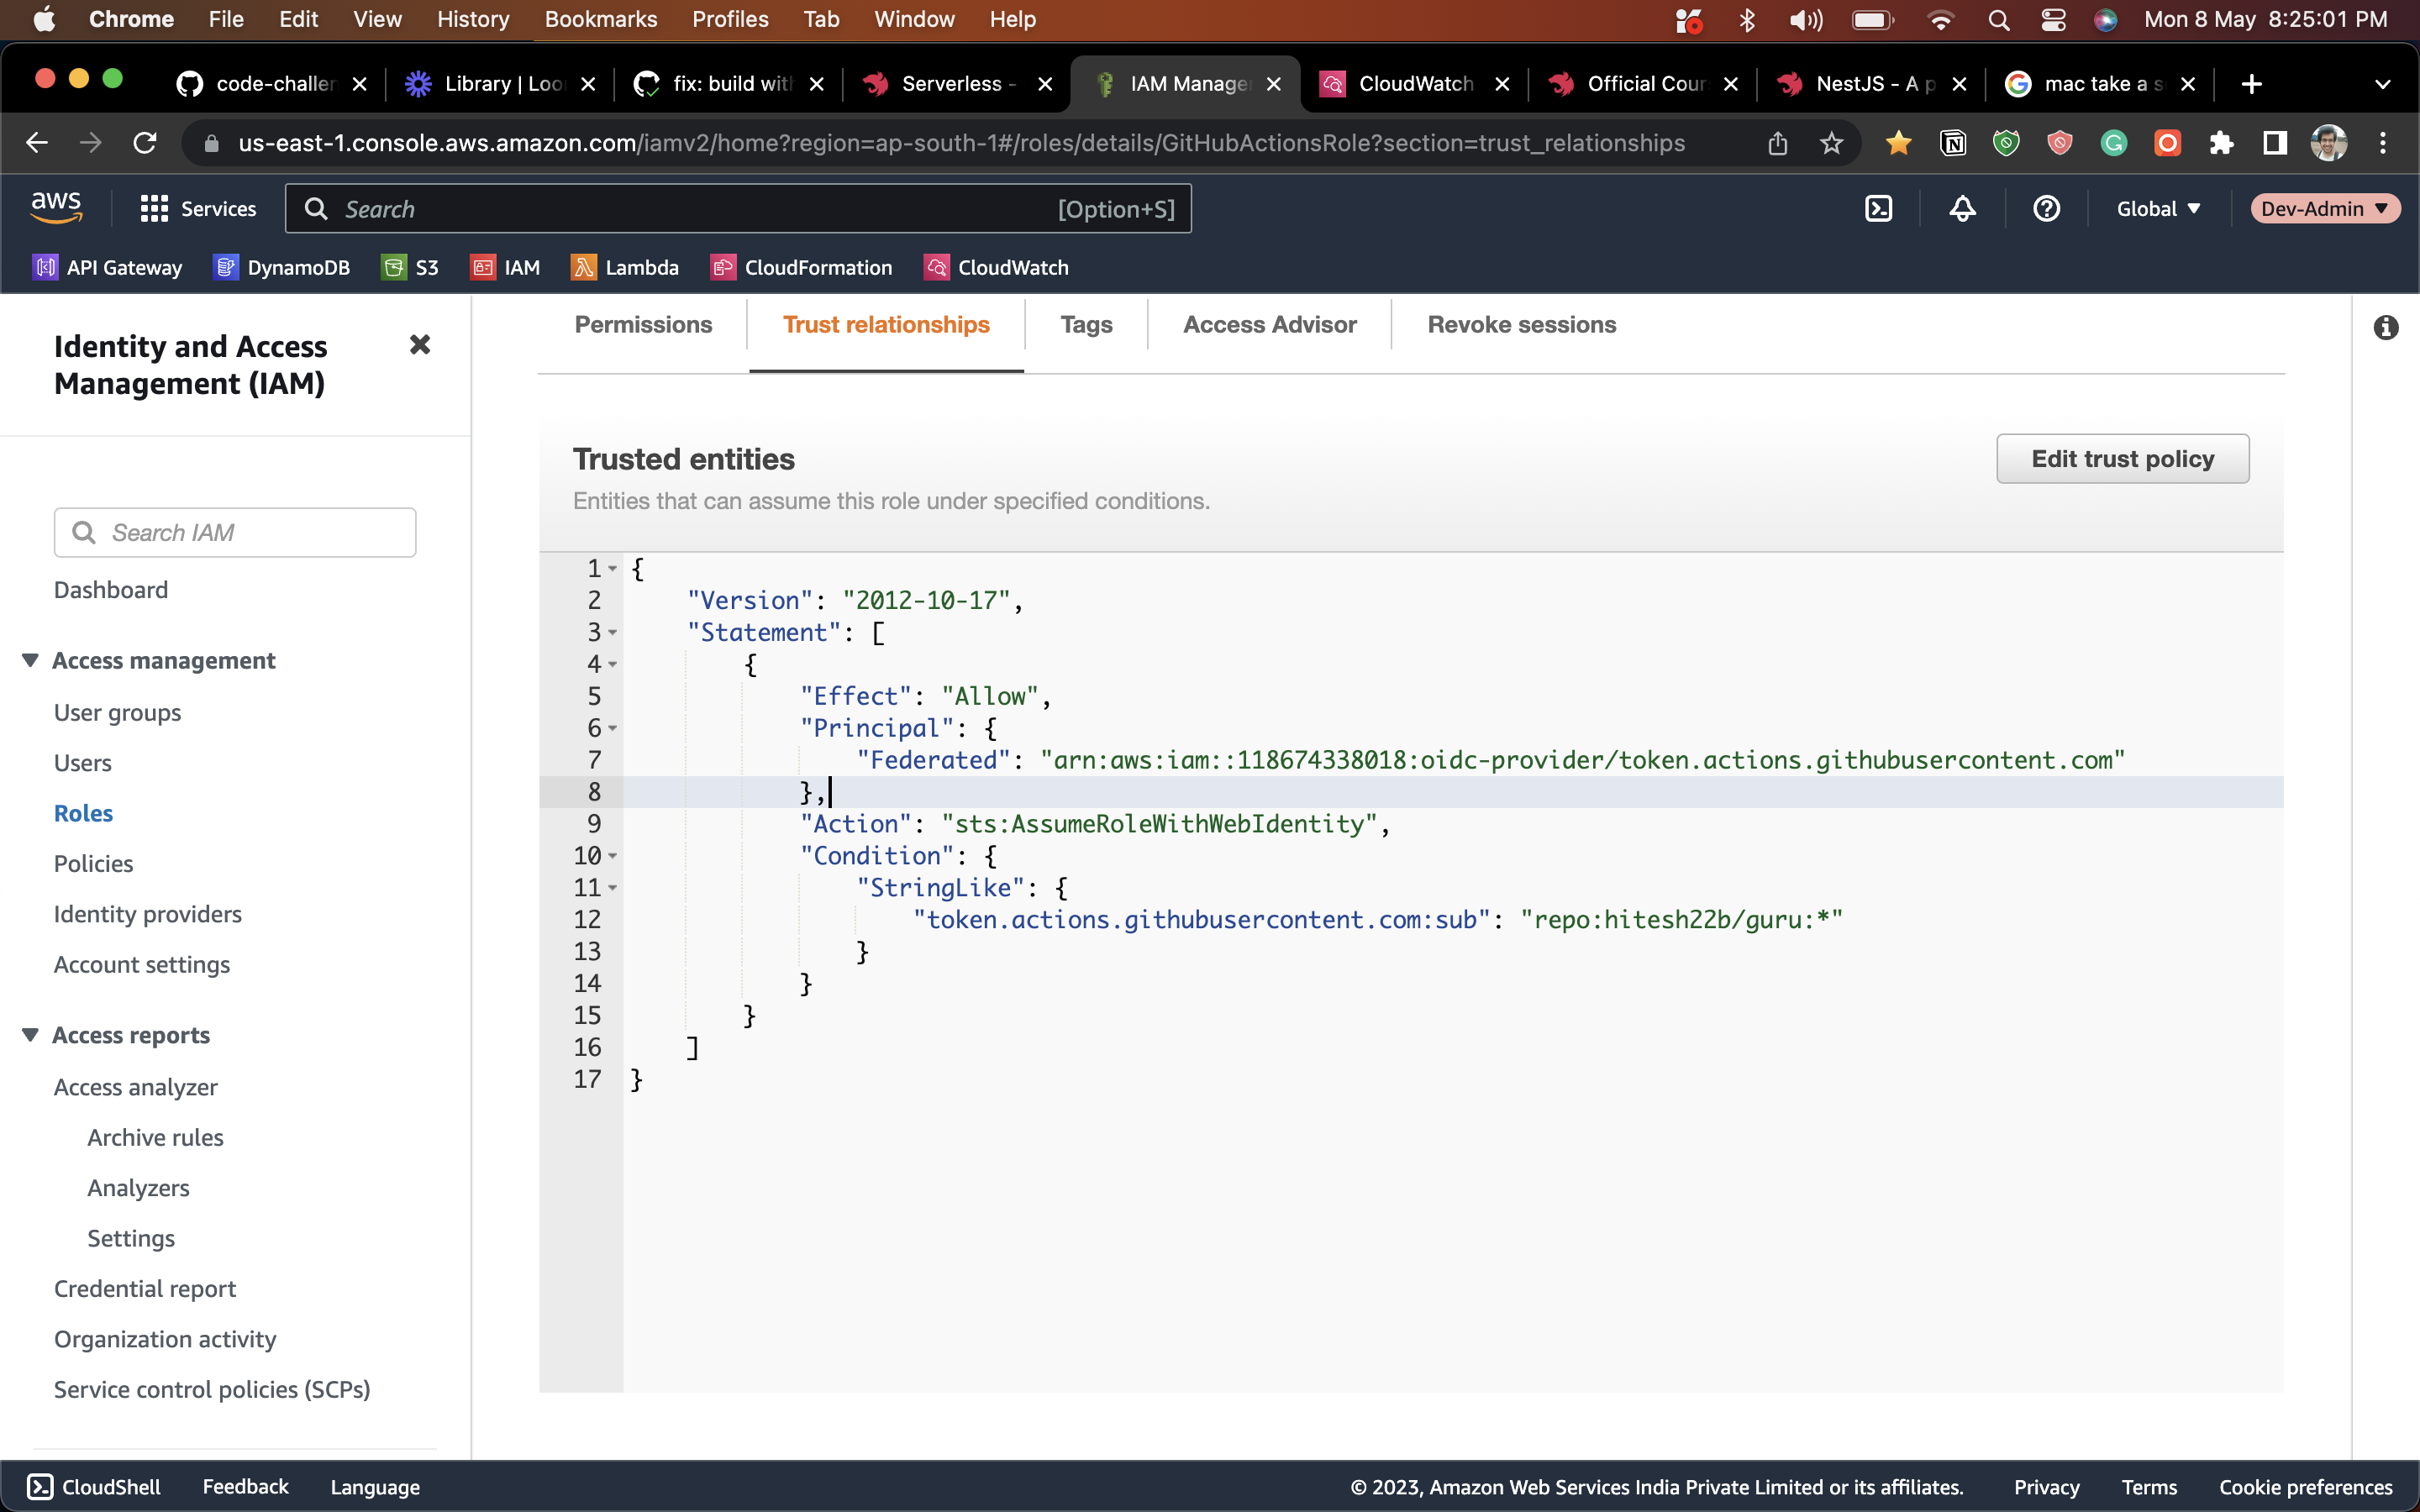 Chrome File Edit View History Bookmarks Profiles Tab Window Help Mon 8 May 8:25:01 PM
code-challen Library | Loo fix: build with Serverless - IAM Manage CloudWatch Official Cour NestJS - A p mac take a s
us-east-1.console.aws.amazon.com/iamv2/home?region=ap-south-1#/roles/details/GitHubActionsRole?section=trust_relationships
aws Services Search [Option+S] Global Dev-Admin
API Gateway DynamoDB S3 IAM Lambda CloudFormation CloudWatch
Identity and Access
Management (IAM)
Search IAM
Dashboard
Access management
User groups
Users
Roles
Policies
Identity providers
Account settings
Access reports
Access analyzer
Archive rules
Analyzers
Settings
Credential report
Organization activity
Service control policies (SCPs)
Permissions Trust relationships Tags Access Advisor Revoke sessions
Trusted entities
Edit trust policy
Entities that can assume this role under specified conditions.
1 {
2 "Version": "2012-10-17",
3 "Statement": [
4 {
5 "Effect": "Allow",
6 "Principal": {
7 "Federated": "arn:aws:iam::118674338018:oidc-provider/token.actions.githubusercontent.com"
8 },
9 "Action": "sts:AssumeRoleWithWebIdentity",
10 "Condition": {
11 "StringLike": {
12 "token.actions.githubusercontent.com:sub": "repo:hitesh22b/guru:*"
13 }
14 }
15 }
16 ]
17 }
CloudShell Feedback Language © 2023, Amazon Web Services India Private Limited or its affiliates. Privacy Terms Cookie preferences